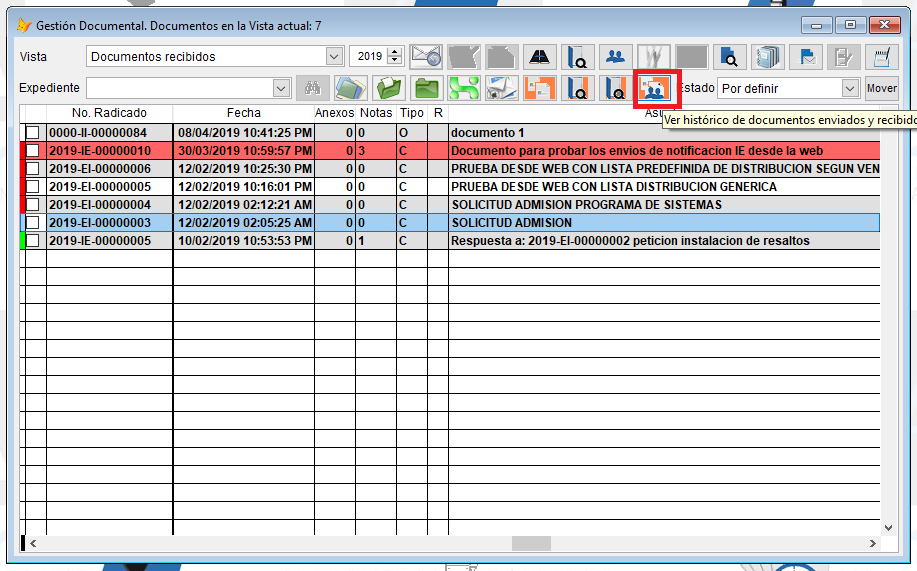 Gestión Documental. Documentos en la Vista actual: 7
Vista Documentos recibidos 2019
Expediente Estado Por definir Mover
No. Radicado Fecha Anexos Notas Tipo R Asu
Ver histórico de documentos enviados y recibido
0000-II-00000084 08/04/2019 10:41:25 PM 0 0 O documento 1
2019-IE-00000010 30/03/2019 10:59:57 PM 0 3 C Documento para probar los envios de notificacion IE desde la web
2019-EI-00000006 12/02/2019 10:25:30 PM 0 0 C PRUEBA DESDE WEB CON LISTA PREDEFINIDA DE DISTRIBUCION SEGUN VEN
2019-EI-00000005 12/02/2019 10:16:01 PM 0 0 C PRUEBA DESDE WEB CON LISTA DISTRIBUCION GENERICA
2019-EI-00000004 12/02/2019 02:12:21 AM 0 0 C SOLICITUD ADMISION PROGRAMA DE SISTEMAS
2019-EI-00000003 12/02/2019 02:05:25 AM 0 0 C SOLICITUD ADMISION
2019-IE-00000005 10/02/2019 10:53:53 PM 0 1 C Respuesta a: 2019-EI-00000002 peticion instalacion de resaltos